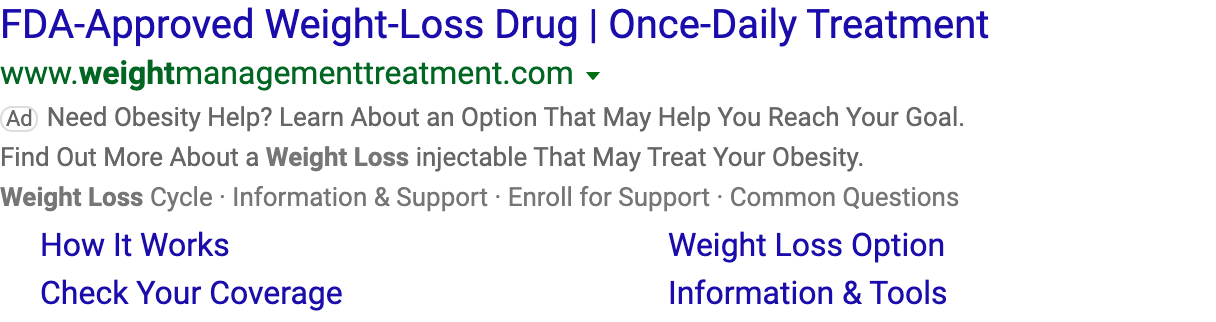 FDA-Approved Weight-Loss Drug | Once-Daily Treatment
www.weightmanagementtreatment.com
Ad Need Obesity Help? Learn About an Option That May Help You Reach Your Goal.
Find Out More About a Weight Loss injectable That May Treat Your Obesity.
Weight Loss Cycle · Information & Support · Enroll for Support · Common Questions
How It Works Weight Loss Option
Check Your Coverage Information & Tools